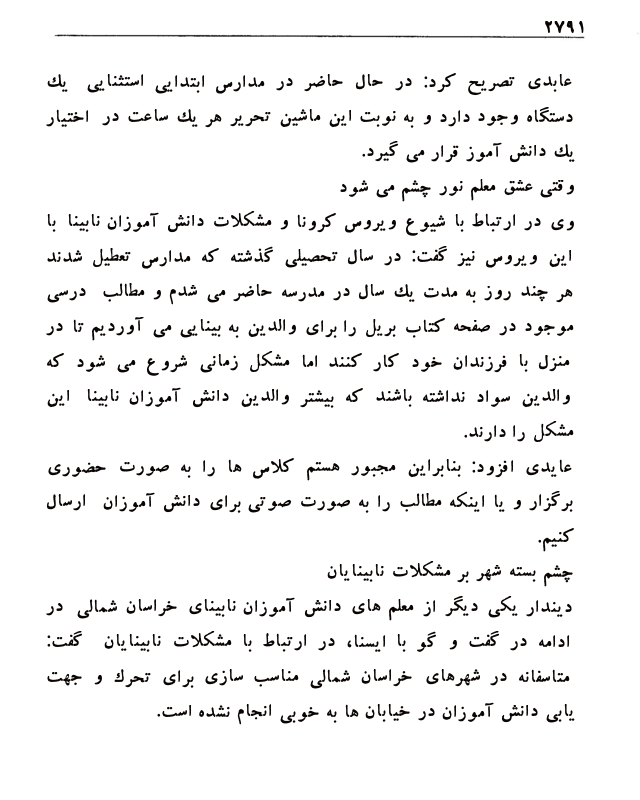 ۲۷۹۱
عابدی تصریح کرد: در حال حاضر در مدارس ابتدایی استثنایی یك
دستگاه وجود دارد و به نوبت این ماشین تحریر هر یك ساعت در اختیار
یك دانش آموز قرار می گیرد.
وقتی عشق معلم نور چشم می شود
وی در ارتباط با شیوع ویروس کرونا و مشکلات دانش آموزان نابینا با
این ویروس نیز گفت: در سال تحصیلی گذشته که مدارس تعطیل شدند
هر چند روز به مدت یك سال در مدرسه حاضر می شدم و مطالب درسی
موجود در صفحه کتاب بریل را برای والدین به بینایی می آوردیم تا در
منزل با فرزندان خود کار کنند اما مشکل زمانی شروع می شود که
والدین سواد نداشته باشند که بیشتر والدین دانش آموزان نابینا این
مشکل را دارند.
عابدی افزود: بنابراین مجبور هستم کلاس ها را به صورت حضوری
برگزار و یا اینکه مطالب را به صورت صوتی برای دانش آموزان ارسال
کنیم.
چشم بسته شهر بر مشکلات نابینایان
دیندار یکی دیگر از معلم های دانش آموزان نابینای خراسان شمالی در
ادامه در گفت و گو با ایسنا، در ارتباط با مشکلات نابینایان گفت:
متاسفانه در شهرهای خراسان شمالی مناسب سازی برای تحرك و جهت
یابی دانش آموزان در خیابان ها به خوبی انجام نشده است.